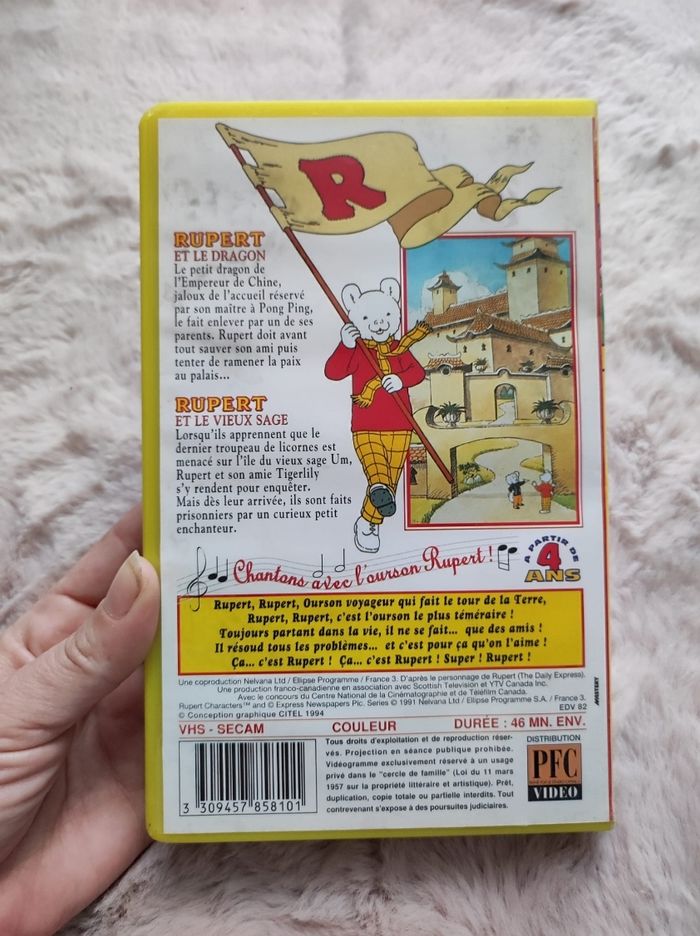 R
RUPERT
ET LE DRAGON
Le petit dragon de
l'Empereur de Chine,
jaloux de l'accueil réservé
par son maître à Pong Ping,
le fait enlever par un de ses
parents. Rupert doit avant
tout sauver son ami puis
tenter de ramener la paix
au palais...
RUPERT
ET LE VIEUX SAGE
Lorsqu'ils apprennent que le
dernier troupeau de licornes est
menacé sur l'île du vieux sage Um,
Rupert et son amie Tigerlily
s'y rendent pour enquêter.
Mais dès leur arrivée, ils sont faits
prisonniers par un curieux petit
enchanteur.
Chantons avec l'ourson Rupert !
A PARTIR DE
4
ANS
Rupert, Rupert, Ourson voyageur qui fait le tour de la Terre,
Rupert, Rupert, c'est l'ourson le plus téméraire !
Toujours partant dans la vie, il ne se fait... que des amis !
Il résoud tous les problèmes... et c'est pour ça qu'on l'aime !
Ça... c'est Rupert ! Ça... c'est Rupert ! Super ! Rupert !
Une coproduction Nelvana Ltd / Ellipse Programme / France 3. D'après le personnage de Rupert (The Daily Express).
Une production franco-canadienne en association avec Scottish Television et YTV Canada Inc.
Avec le concours du Centre National de la Cinématographie et de Téléfilm Canada.
Rupert Characters™ and © Express Newspapers Plc. Series © 1991 Nelvana Ltd / Ellipse Programme S.A. / France 3.
© Conception graphique CITEL 1994
EDV 82
MASTERY
VHS - SECAM COULEUR DURÉE : 46 MN. ENV.
3 309457 858101
Tous droits d'exploitation et de reproduction réser-
vés. Projection en séance publique prohibée.
Vidéogramme exclusivement réservé à un usage
privé dans le "cercle de famille" (Loi du 11 mars
1957 sur la propriété littéraire et artistique). Prêt,
duplication, copie totale ou partielle interdits. Tout
contrevenant s'expose à des poursuites judiciaires.
DISTRIBUTION
PFC
VIDEO